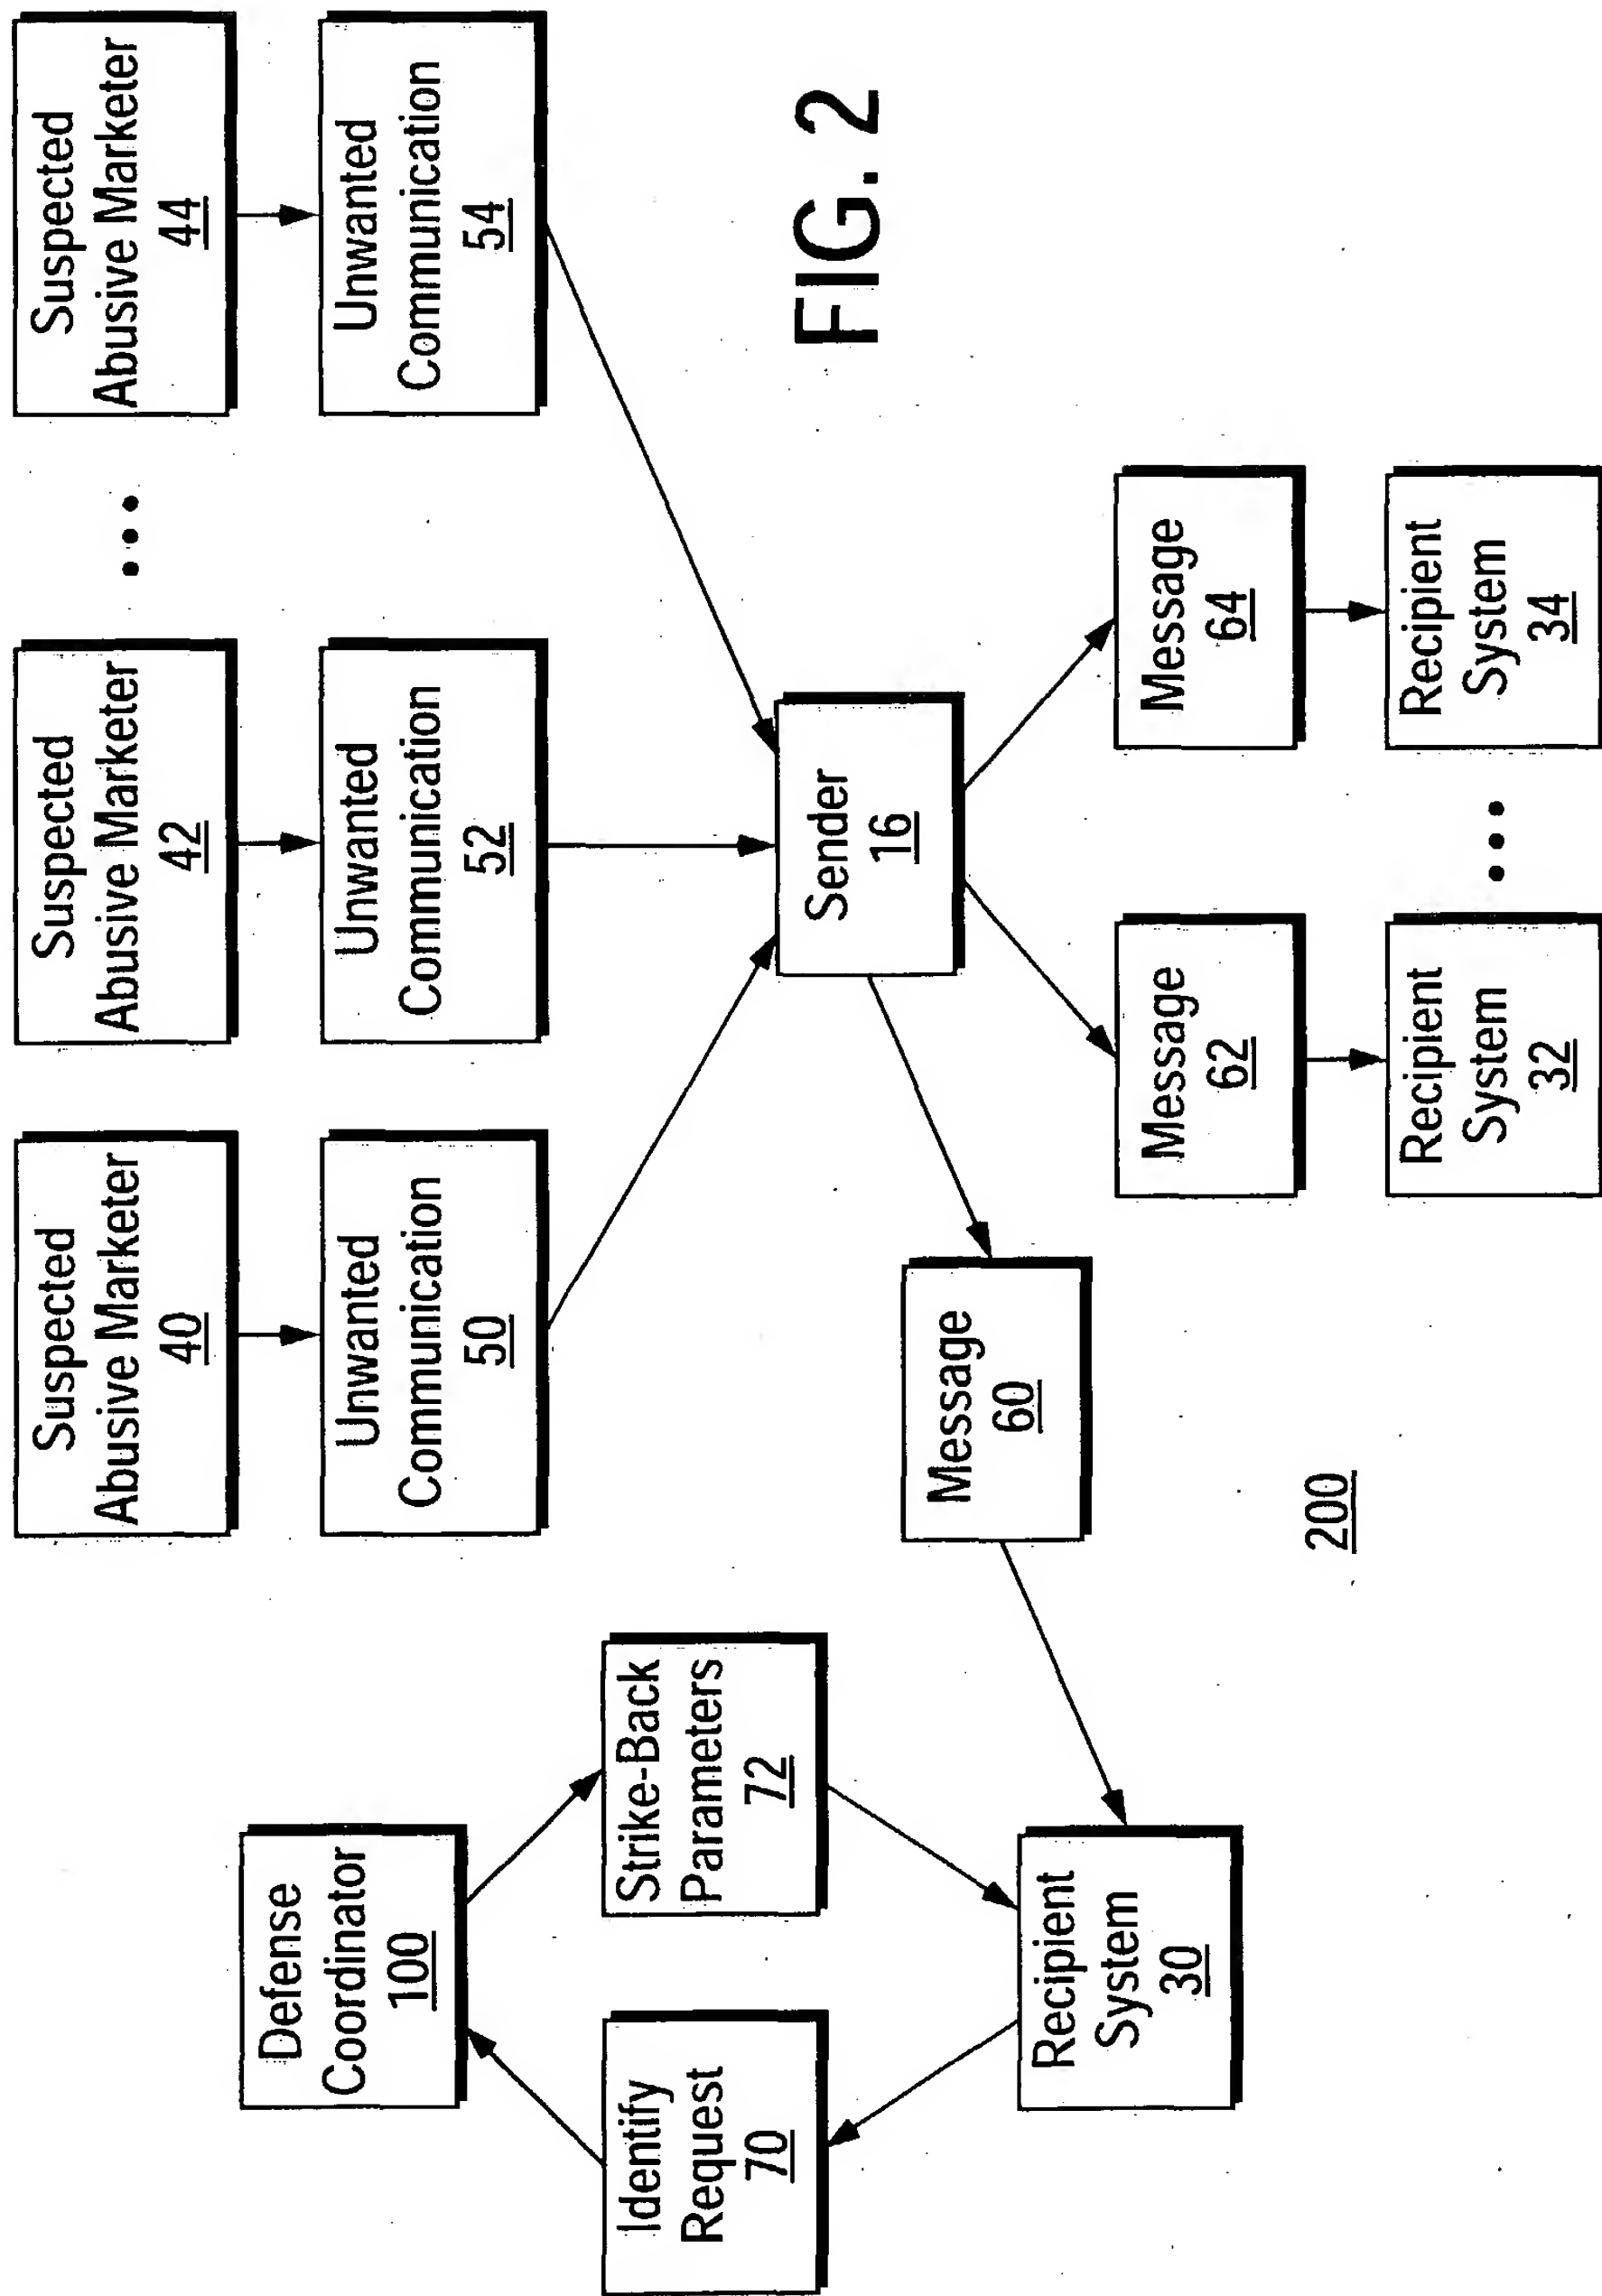 Suspected
Abusive Marketer
40
Suspected
Abusive Marketer
42
• • •
Suspected
Abusive Marketer
44
Unwanted
Communication
50
Unwanted
Communication
52
Unwanted
Communication
54
Defense
Coordinator
100
Identify
Request
70
Strike-Back
Parameters
72
Recipient
System
30
Message
60
Sender
16
FIG. 2
Message
62
Message
64
Recipient
System
32
• • •
Recipient
System
34
200